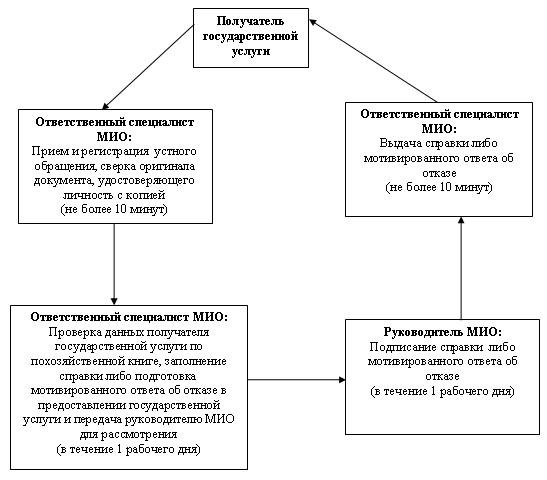 Получатель
государственной
услуги
Ответственный специалист
МИО:
Прием и регистрация устного
обращения, сверка оригинала
документа, удостоверяющего
личность с копией
(не более 10 минут)
Ответственный специалист
МИО:
Выдача справки либо
мотивированного ответа об
отказе
(не более 10 минут)
Ответственный специалист МИО:
Проверка данных получателя
государственной услуги по
похозяйственной книге, заполнение
справки либо подготовка
мотивированного ответа об отказе в
предоставлении государственной
услуги и передача руководителю МИО
для рассмотрения
(в течение 1 рабочего дня)
Руководитель МИО:
Подписание справки либо
мотивированного ответа об
отказе
(в течение 1 рабочего дня)